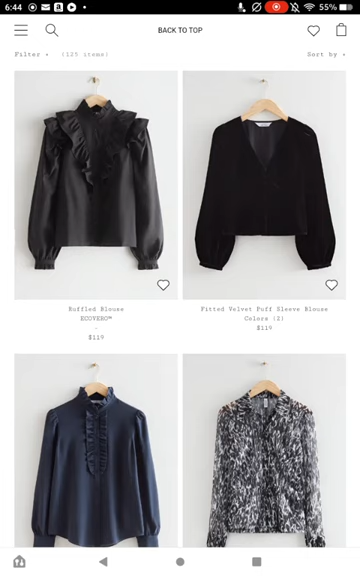 6:44
55%
BACK TO TOP
Filter +
(125 items)
Sort by +
Ruffled Blouse
ECOVERO™
$119
Fitted Velvet Puff Sleeve Blouse
Colors (2)
$119